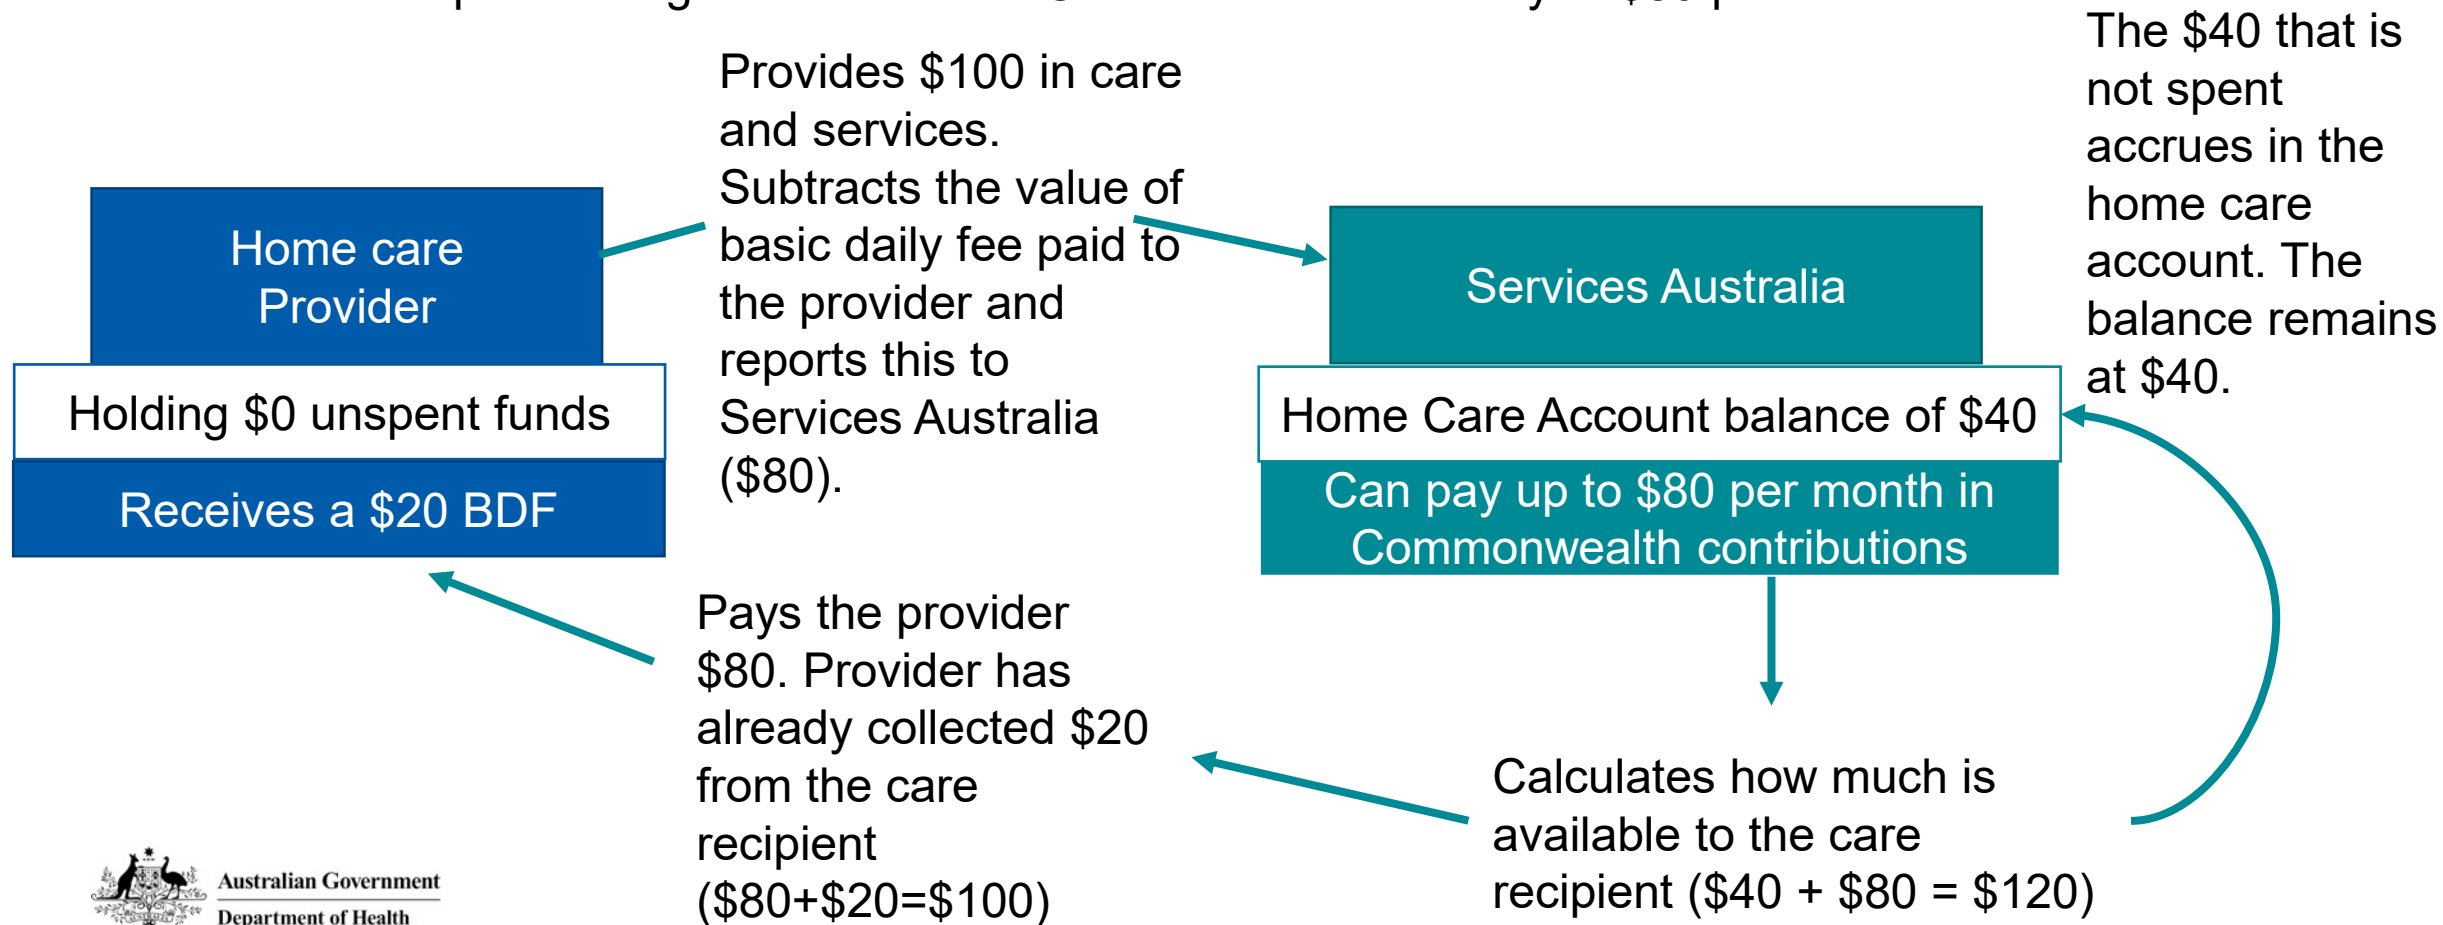 Provides $100 in care
and services.
Subtracts the value of
basic daily fee paid to
the provider and
reports this to
Services Australia
($80).
The $40 that is
not spent
accrues in the
home care
account. The
balance remains
at $40.
Home care
Provider
Holding $0 unspent funds
Receives a $20 BDF
Services Australia
Home Care Account balance of $40
Can pay up to $80 per month in
Commonwealth contributions
Pays the provider
$80. Provider has
already collected $20
from the care
recipient
($80+$20=$100)
Calculates how much is
available to the care
recipient ($40 + $80 = $120)
Australian Government
Department of Health